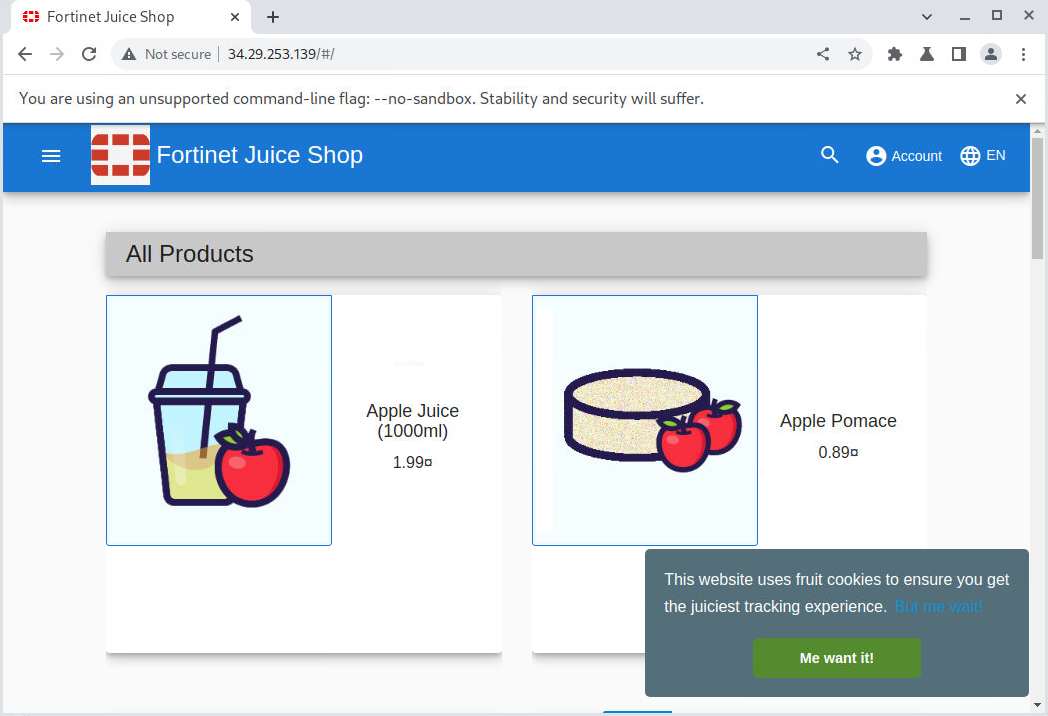 Fortinet Juice Shop
Not secure
34.29.253.139/#/
You are using an unsupported command-line flag: --no-sandbox. Stability and security will suffer.
Fortinet Juice Shop
Account
EN
All Products
Apple Juice
(1000ml)
1.99¤
Apple Pomace
0.89¤
This website uses fruit cookies to ensure you get
the juiciest tracking experience. But me wait!
Me want it!